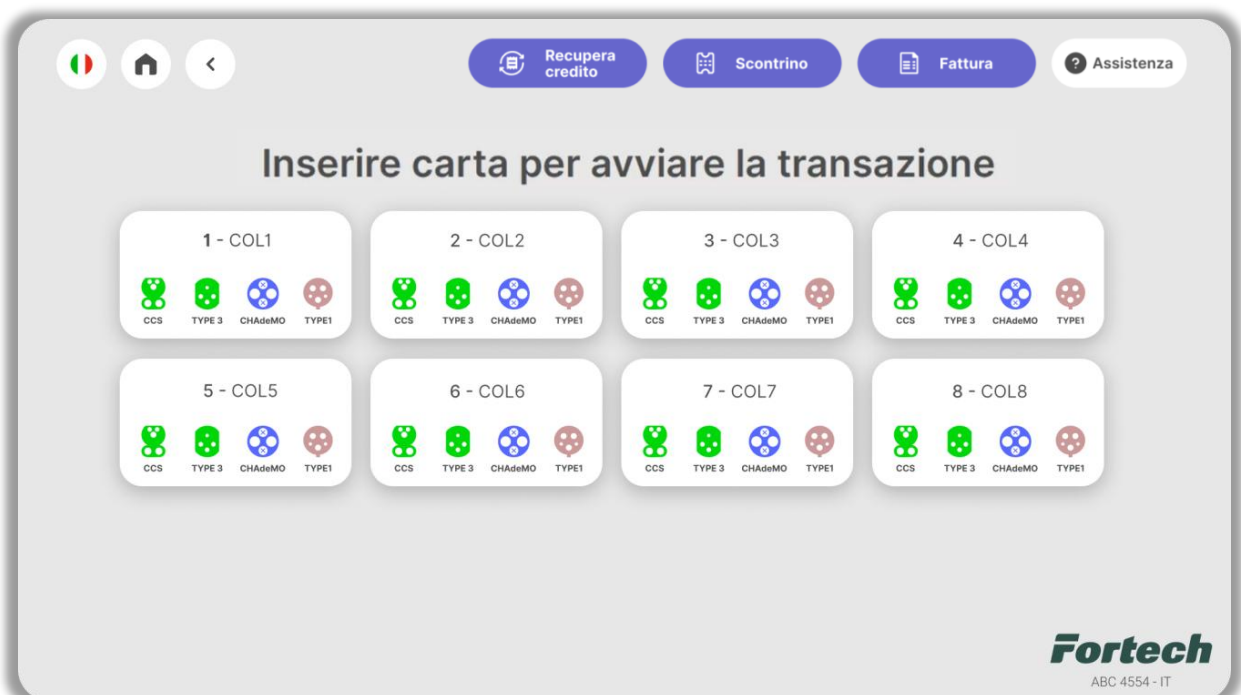 Recupera
credito
Scontrino
Fattura
? Assistenza
Inserire carta per avviare la transazione
1 - COL1
CCS TYPE 3 CHAdeMO TYPE1
2 - COL2
CCS TYPE 3 CHAdeMO TYPE1
3 - COL3
CCS TYPE 3 CHAdeMO TYPE1
4 - COL4
CCS TYPE 3 CHAdeMO TYPE1
5 - COL5
CCS TYPE 3 CHAdeMO TYPE1
6 - COL6
CCS TYPE 3 CHAdeMO TYPE1
7 - COL7
CCS TYPE 3 CHAdeMO TYPE1
8 - COL8
CCS TYPE 3 CHAdeMO TYPE1
Fortech
ABC 4554 - IT